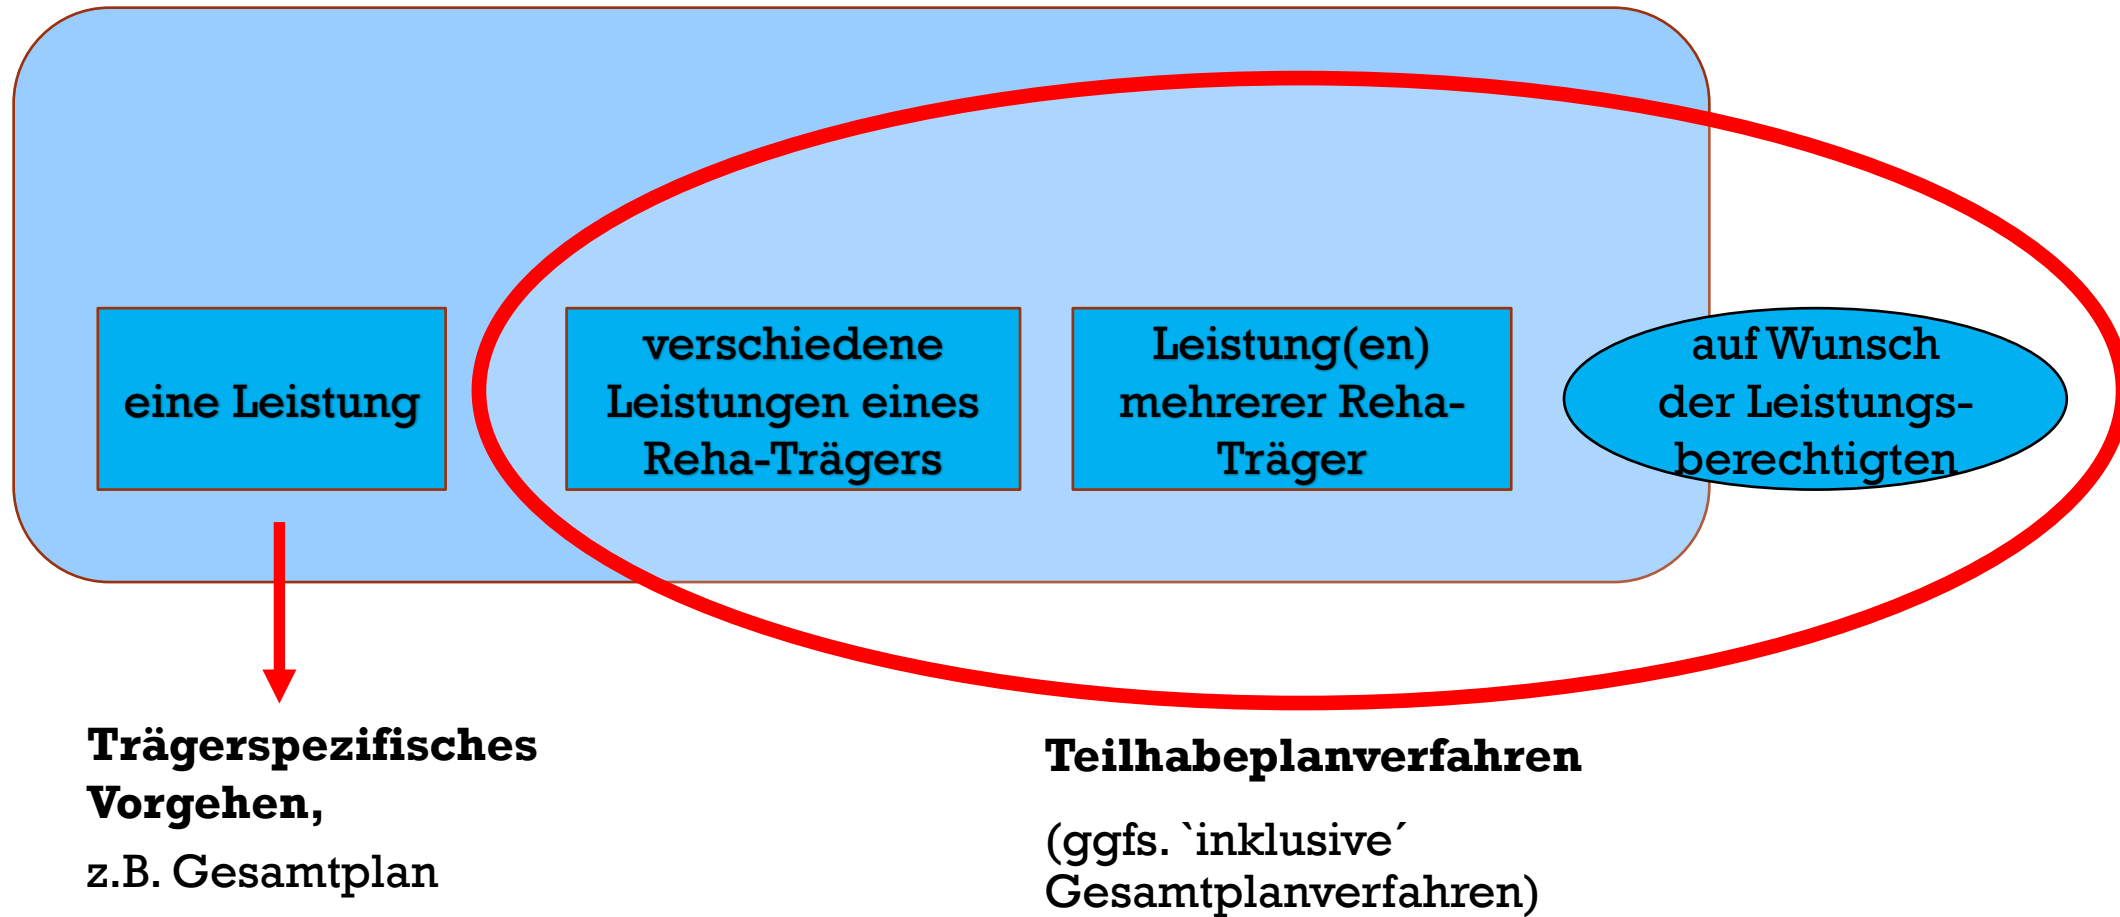 eine Leistung
verschiedene
Leistungen eines
Reha-Trägers
Leistung(en)
mehrerer Reha-
Träger
auf Wunsch
der Leistungs-
berechtigten
Trägerspezifisches
Vorgehen,
z.B. Gesamtplan
Teilhabeplanverfahren
(ggfs. `inklusive´
Gesamtplanverfahren)